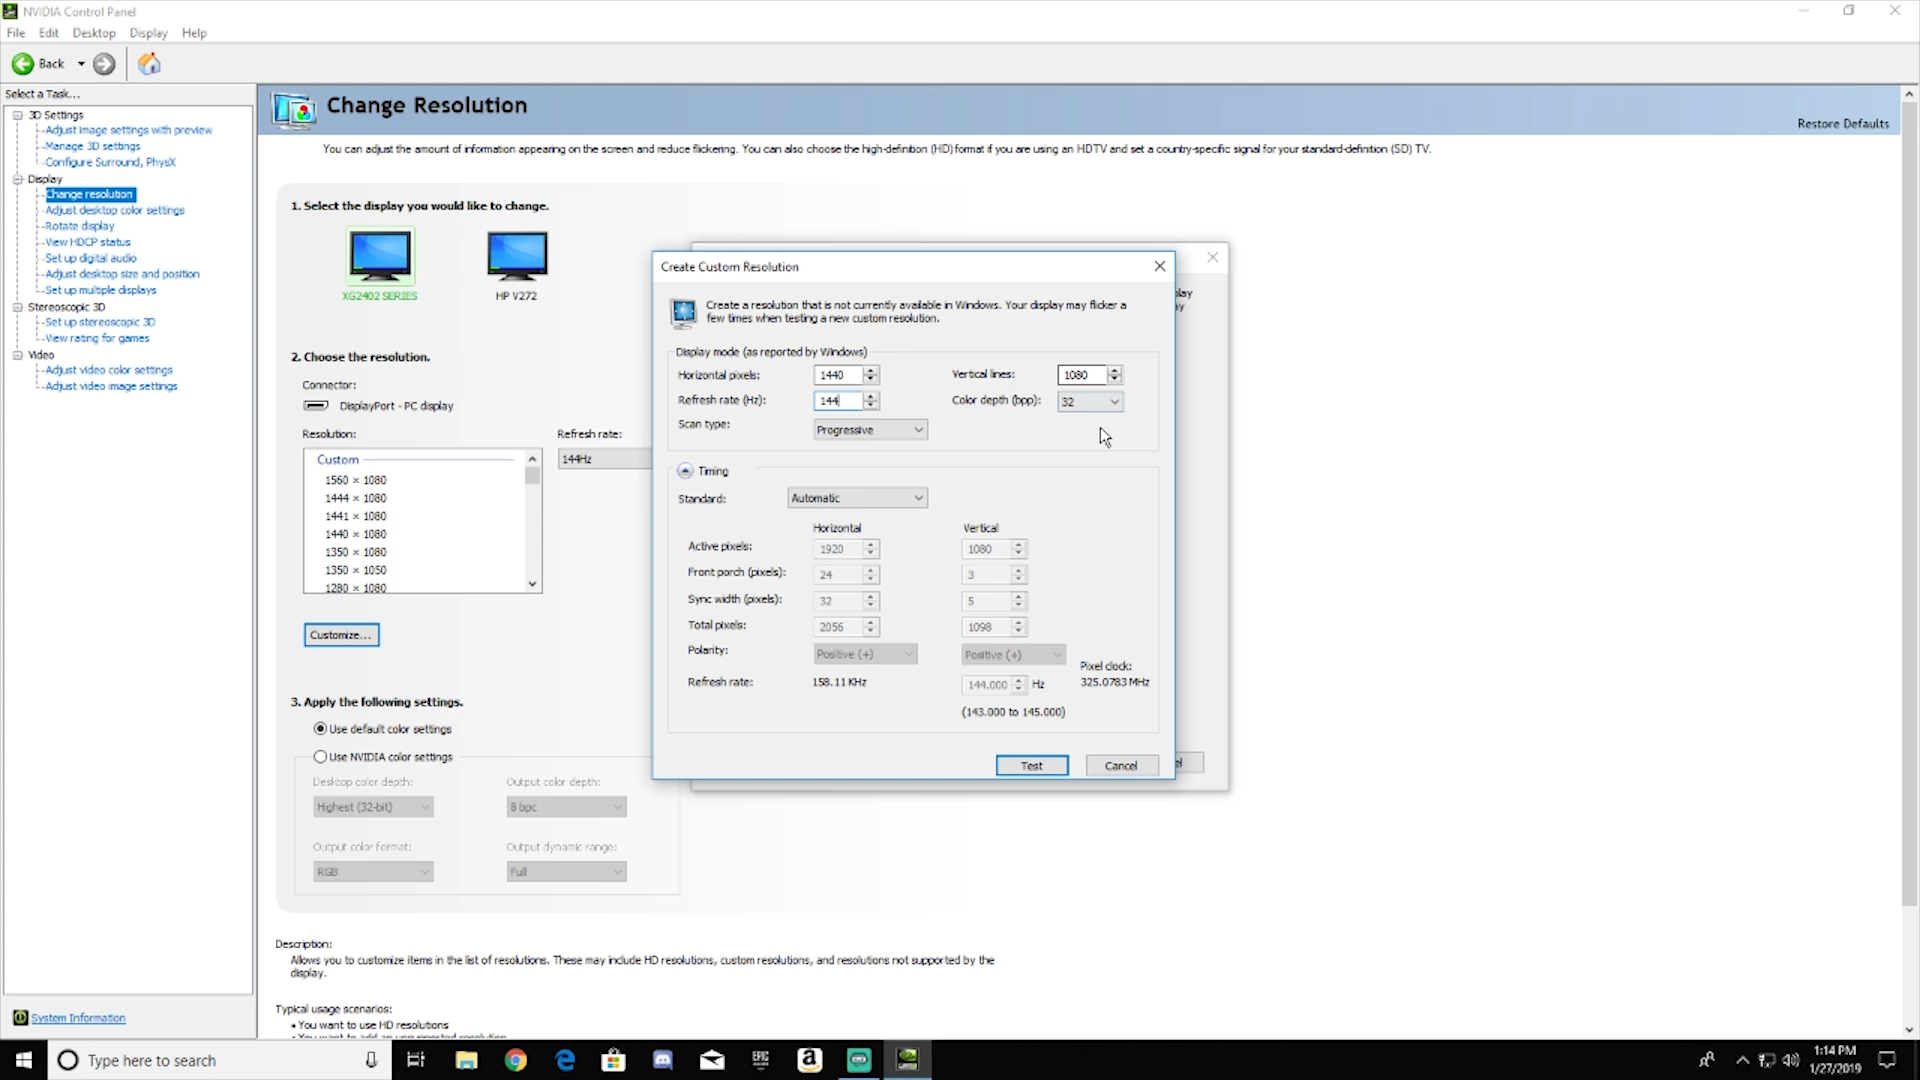 NVIDIA Control Panel
File Edit Desktop Display Help
Back
Select a Task...
3D Settings
Adjust image settings with preview
Manage 3D settings
Configure Surround, PhysX
Display
Change resolution
Adjust desktop color settings
Rotate display
View HDCP status
Set up digital audio
Adjust desktop size and position
Set up multiple displays
Stereoscopic 3D
Set up stereoscopic 3D
View rating for games
Video
Adjust video color settings
Adjust video image settings
System Information
Change Resolution
Restore Defaults
You can adjust the amount of information appearing on the screen and reduce flickering. You can also choose the high-definition (HD) format if you are using an HDTV and set a country-specific signal for your standard-definition (SD) TV.
1. Select the display you would like to change.
XG2402 SERIES
HP V272
2. Choose the resolution.
Connector:
DisplayPort - PC display
Resolution:
Refresh rate:
144Hz
Custom
1560 × 1080
1444 × 1080
1441 × 1080
1440 × 1080
1350 × 1080
1350 × 1050
1280 × 1080
Customize...
3. Apply the following settings.
Use default color settings
Use NVIDIA color settings
Desktop color depth:
Output color depth:
Highest (32-bit)
8 bpc
Output color format:
Output dynamic range:
RGB
Full
Description:
Allows you to customize items in the list of resolutions. These may include HD resolutions, custom resolutions, and resolutions not supported by the
display.
Typical usage scenarios:
• You want to use HD resolutions
• You want to add an unsupported resolution
Create Custom Resolution
Create a resolution that is not currently available in Windows. Your display may flicker a
few times when testing a new custom resolution.
Display mode (as reported by Windows)
Horizontal pixels: 1440 Vertical lines: 1080
Refresh rate (Hz): 144 Color depth (bpp): 32
Scan type: Progressive
Timing
Standard: Automatic
Horizontal Vertical
Active pixels: 1920 1080
Front porch (pixels): 24 3
Sync width (pixels): 32 5
Total pixels: 2056 1098
Polarity: Positive (+) Positive (+)
Pixel clock:
Refresh rate: 158.11 KHz 144.000 Hz 325.0783 MHz
(143.000 to 145.000)
Test Cancel
Type here to search
EPIC
a
1:14 PM
1/27/2019